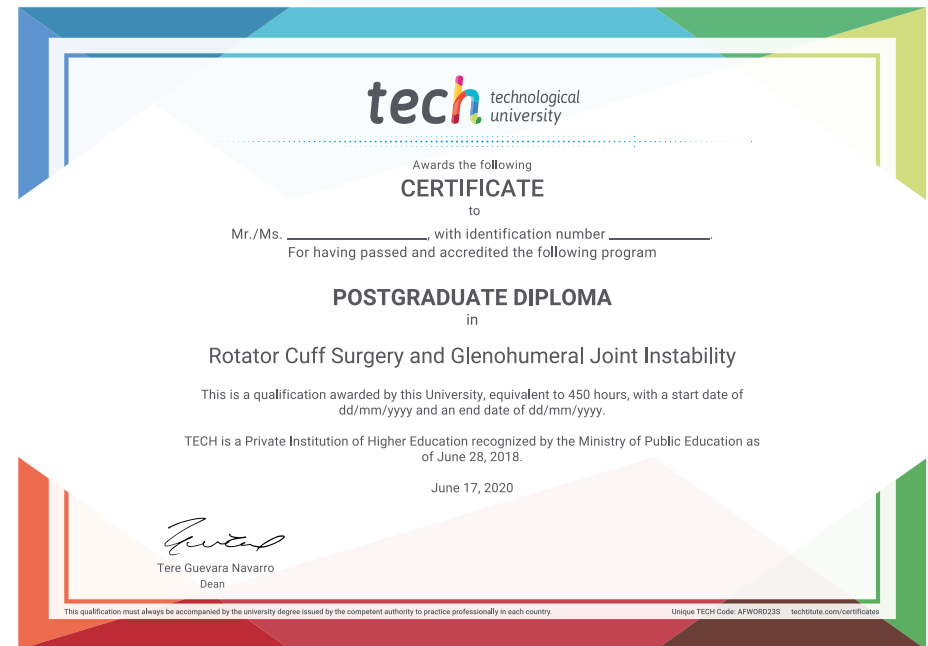 tech technological
university
Awards the following
CERTIFICATE
to
Mr./Ms. ____________________, with identification number ______________.
For having passed and accredited the following program
POSTGRADUATE DIPLOMA
in
Rotator Cuff Surgery and Glenohumeral Joint Instability
This is a qualification awarded by this University, equivalent to 450 hours, with a start date of
dd/mm/yyyy and an end date of dd/mm/yyyy.
TECH is a Private Institution of Higher Education recognized by the Ministry of Public Education as
of June 28, 2018.
June 17, 2020
Tere Guevara Navarro
Dean
This qualification must always be accompanied by the university degree issued by the competent authority to practice professionally in each country. Unique TECH Code: AFWORD23S techtitute.com/certificates